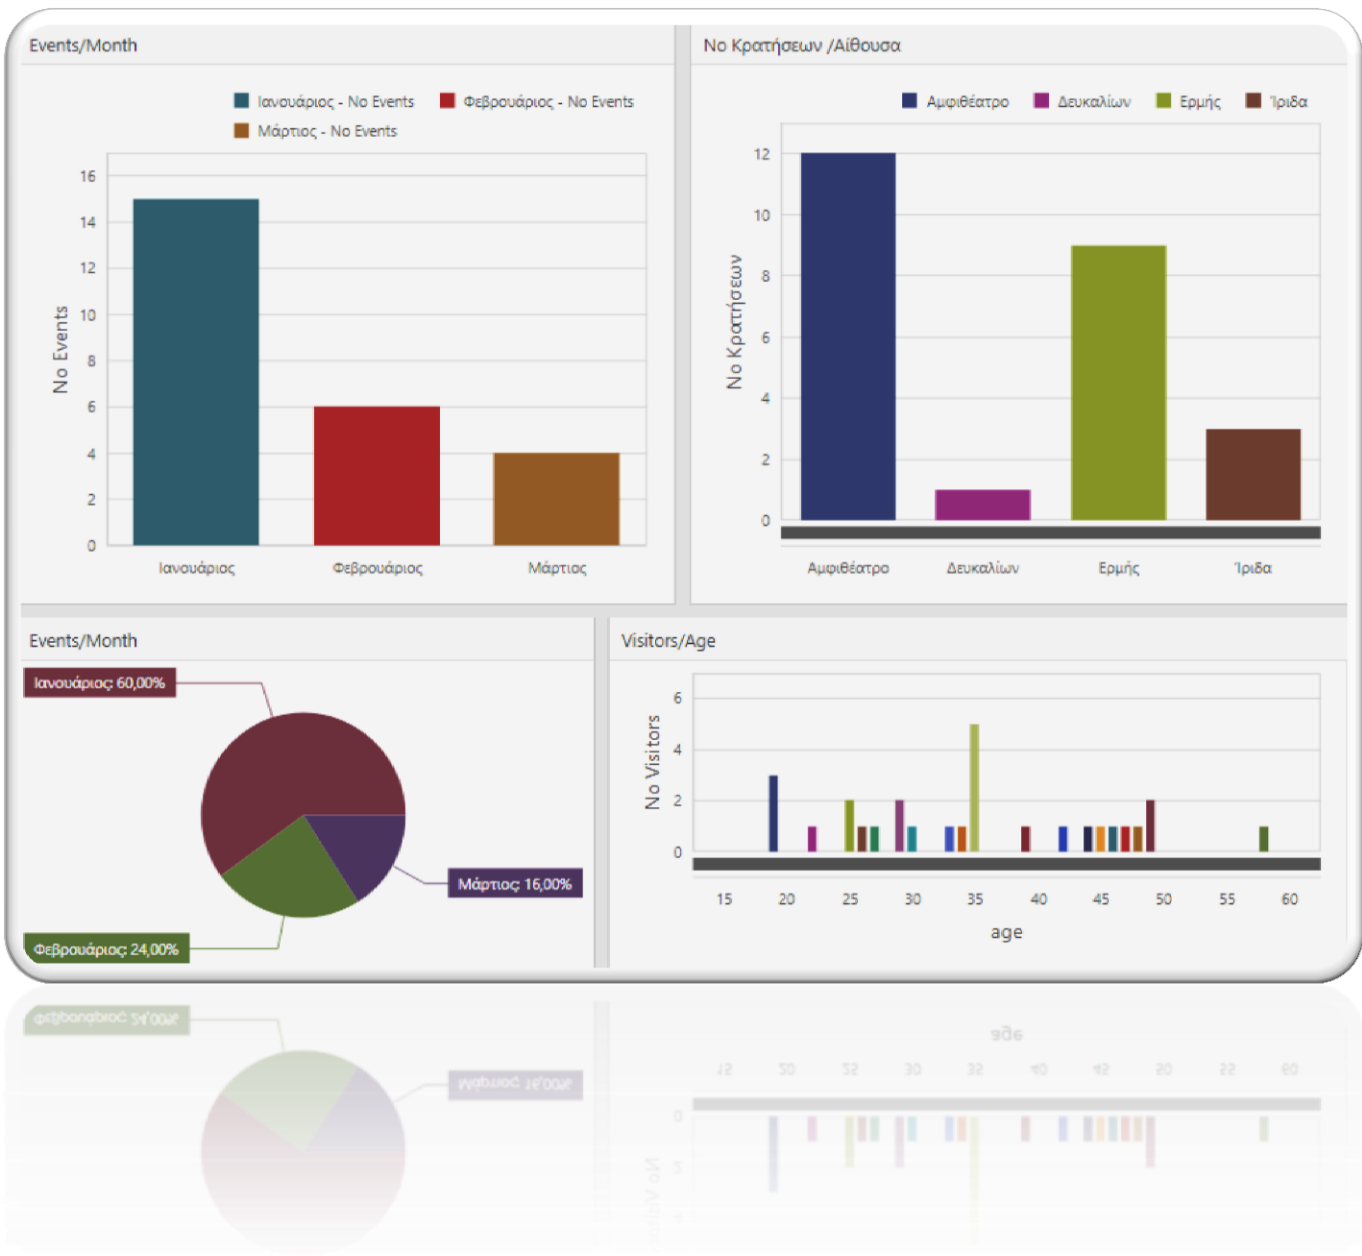 Events/Month
Ιανουάριος - No Events
Φεβρουάριος - No Events
Μάρτιος - No Events
16
14
12
10
8
6
4
2
0
No Events
Ιανουάριος
Φεβρουάριος
Μάρτιος
No Κρατήσεων /Αίθουσα
Αμφιθέατρο
Δευκαλίων
Ερμής
Ίριδα
12
10
8
6
4
2
0
No Κρατήσεων
Αμφιθέατρο
Δευκαλίων
Ερμής
Ίριδα
Events/Month
Ιανουάριος: 60,00%
Μάρτιος: 16,00%
Φεβρουάριος: 24,00%
Visitors/Age
6
4
2
0
No Visitors
15
20
25
30
35
40
45
50
55
60
age